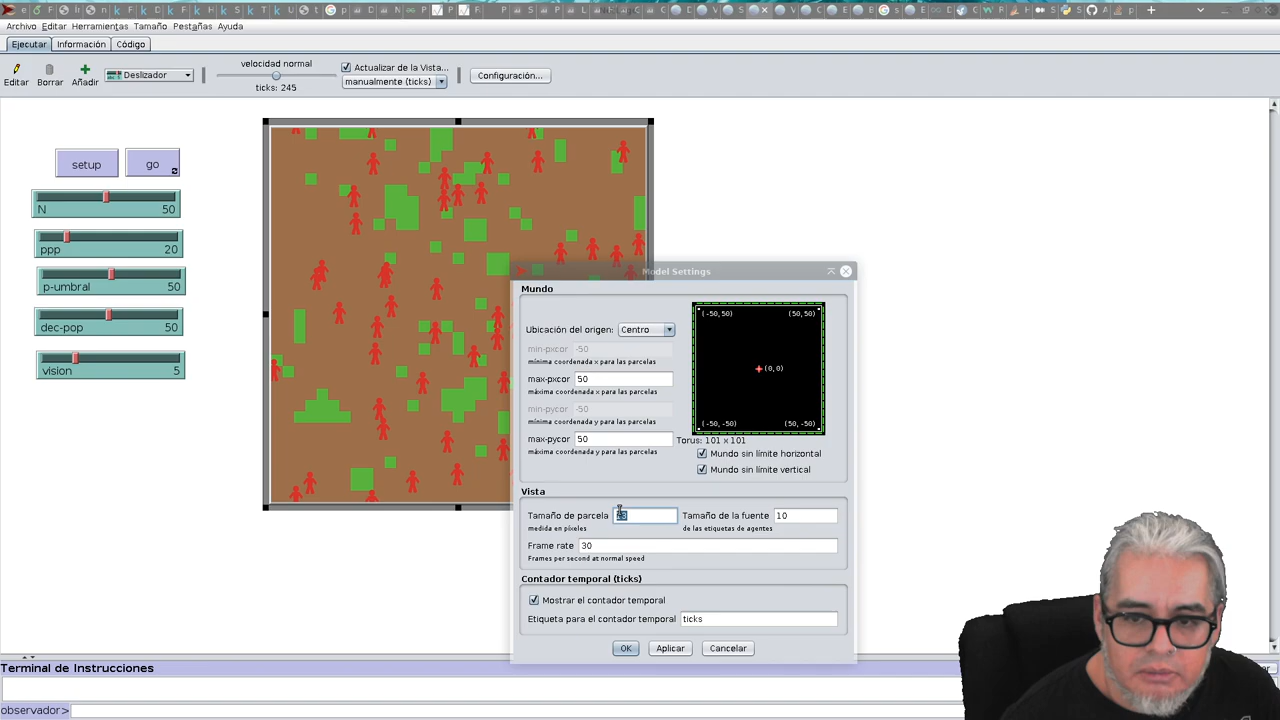 Archivo Editar Herramientas Tamaño Pestañas Ayuda
Ejecutar Información Código
Editar Borrar Añadir
Deslizador
velocidad normal
ticks: 245
Actualizar de la Vista...
manualmente (ticks)
Configuración...
setup
go
N 50
ppp 20
p-umbral 50
dec-pop 50
vision 5
Model Settings
Mundo
Ubicación del origen: Centro
min-pxcor -50
mínima coordenada x para las parcelas
max-pxcor 50
máxima coordenada x para las parcelas
min-pycor -50
mínima coordenada y para las parcelas
max-pycor 50
máxima coordenada y para las parcelas
(-50,50) (50,50)
(0,0)
(-50,-50) (50,-50)
Torus: 101 x 101
Mundo sin límite horizontal
Mundo sin límite vertical
Vista
Tamaño de parcela
medida en píxeles
Tamaño de la fuente 10
de las etiquetas de agentes
Frame rate 30
Frames per second at normal speed
Contador temporal (ticks)
Mostrar el contador temporal
Etiqueta para el contador temporal ticks
OK Aplicar Cancelar
Terminal de Instrucciones
observador>